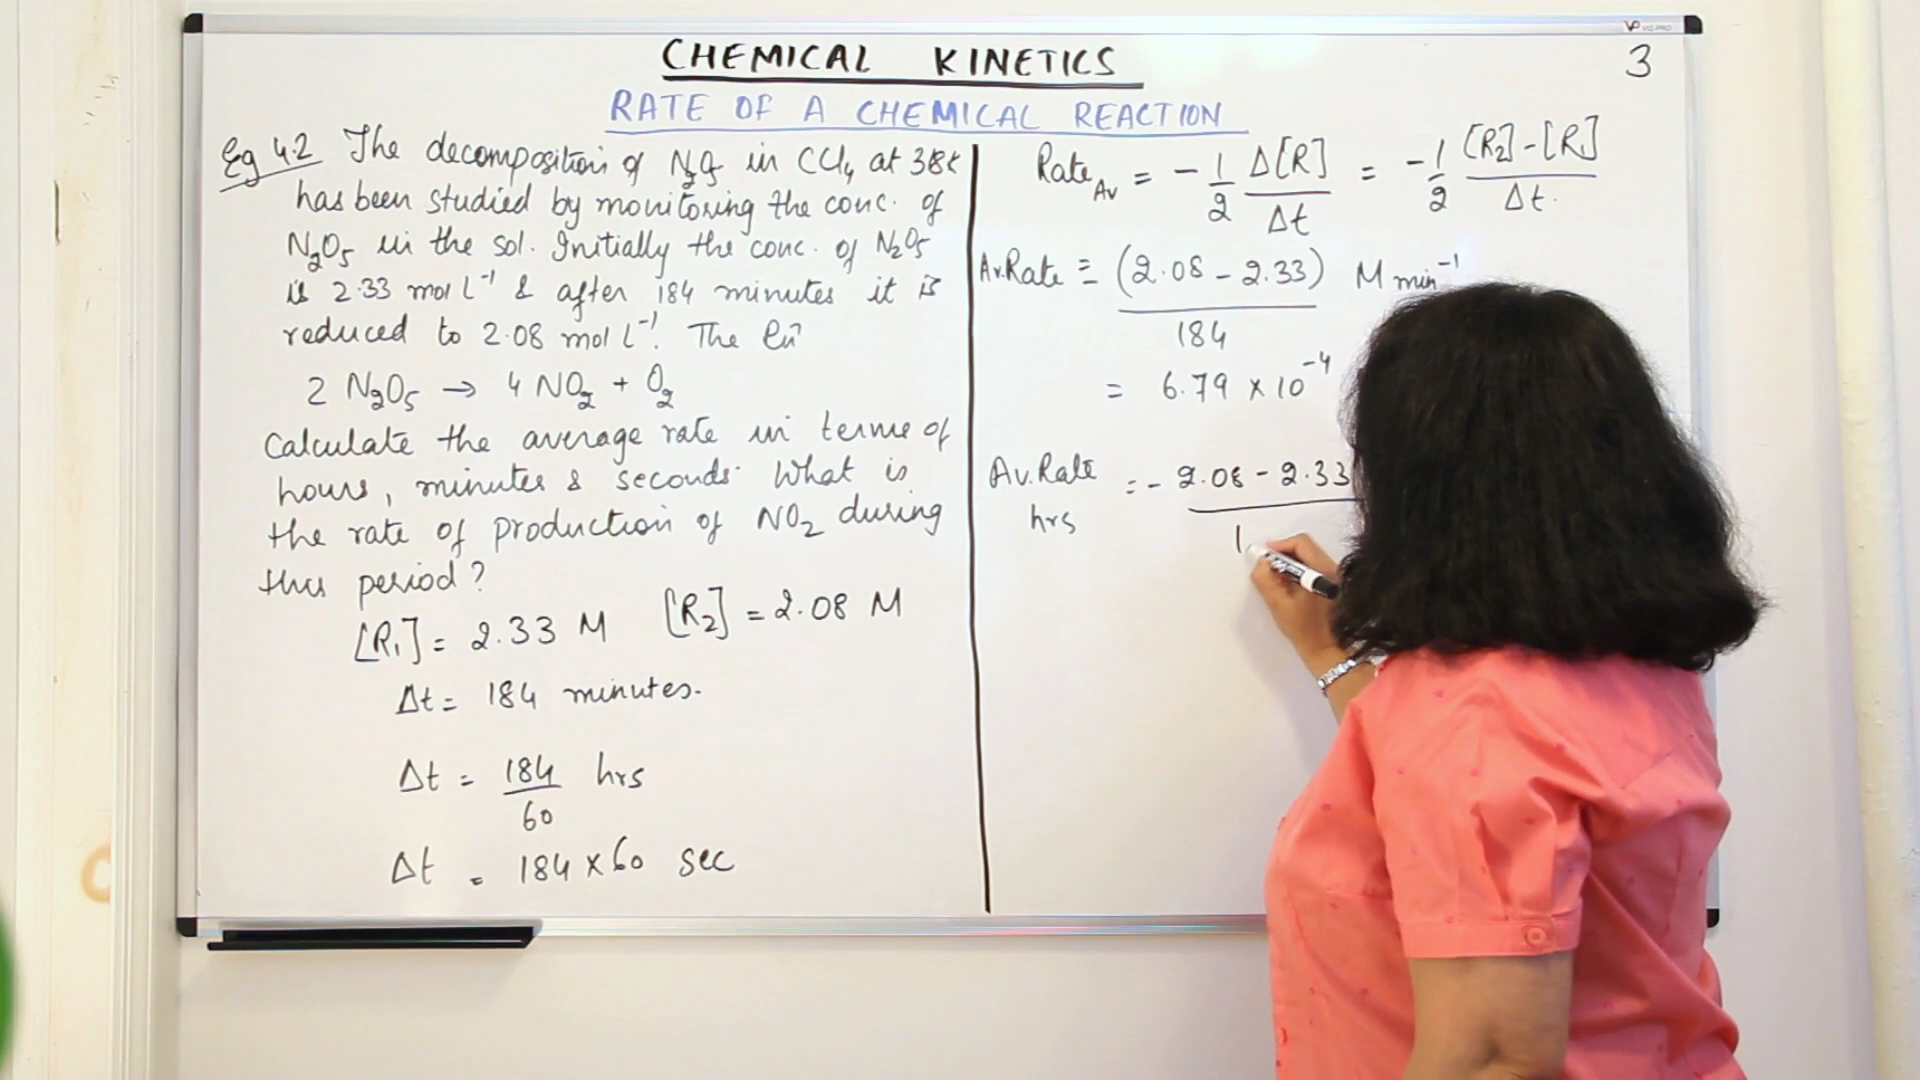 CHEMICAL KINETICS
3
RATE OF A CHEMICAL REACTION
Eg 4.2 The decomposition of N2O5 in CCl4 at 318K
has been studied by monitoring the conc. of
N2O5 in the sol. Initially the conc. of N2O5
is 2.33 mol L⁻¹ & after 184 minutes it is
reduced to 2.08 mol L⁻¹. The
2 N2O5 → 4 NO2 + O2
Calculate the average rate in terms of
hours, minutes & seconds. What is
the rate of production of NO2 during
this period?
[R1] = 2.33 M [R2] = 2.08 M
Δt = 184 minutes.
Δt = 184/60 hrs
Δt = 184 x 60 sec
Rate Av = - 1/2 Δ[R]/Δt = - 1/2 [R2]-[R1]/Δt.
Av.Rate = (2.08 - 2.33)/184 M min⁻¹
= 6.79 x 10⁻⁴
Av.Rate hrs = - 2.08 - 2.33